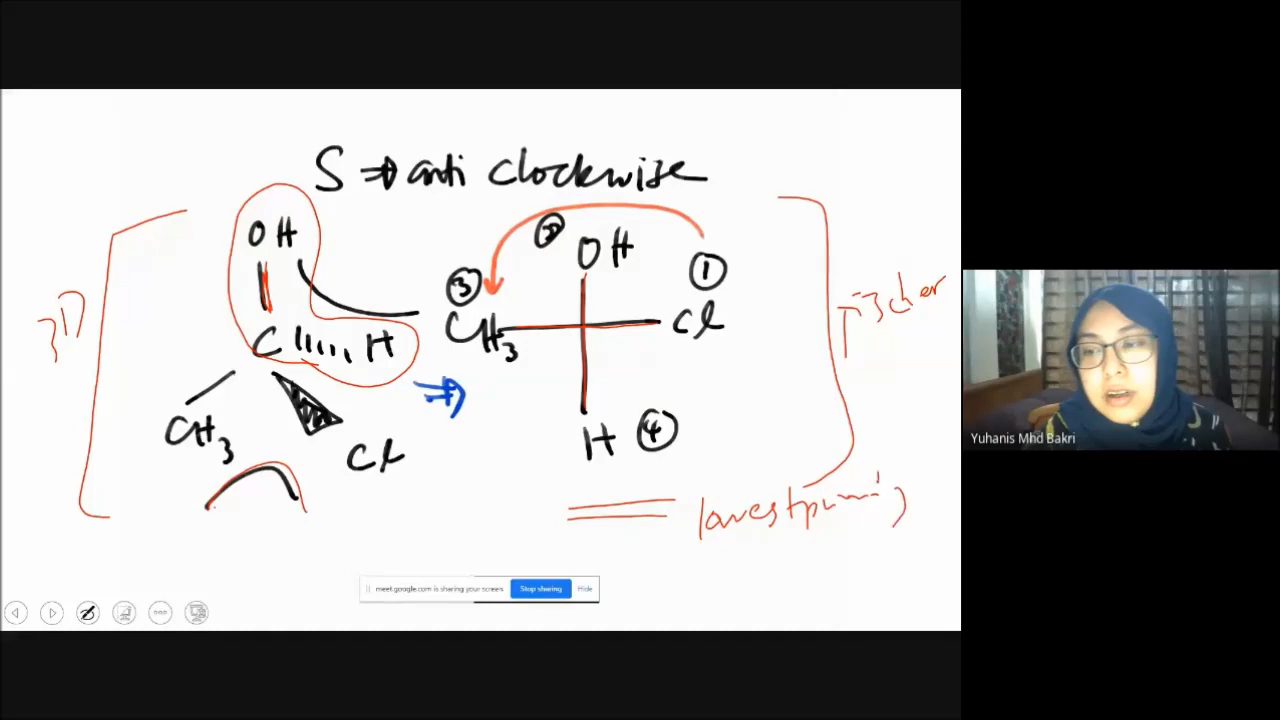 S ⇒ anti clockwise
OH
C H
CH3
Cl
3D
② OH
① Cl
③ CH3
H ④
Fischer
lowest priority
Yuhanis Mhd Bakri
meet.google.com is sharing your screen Stop sharing Hide